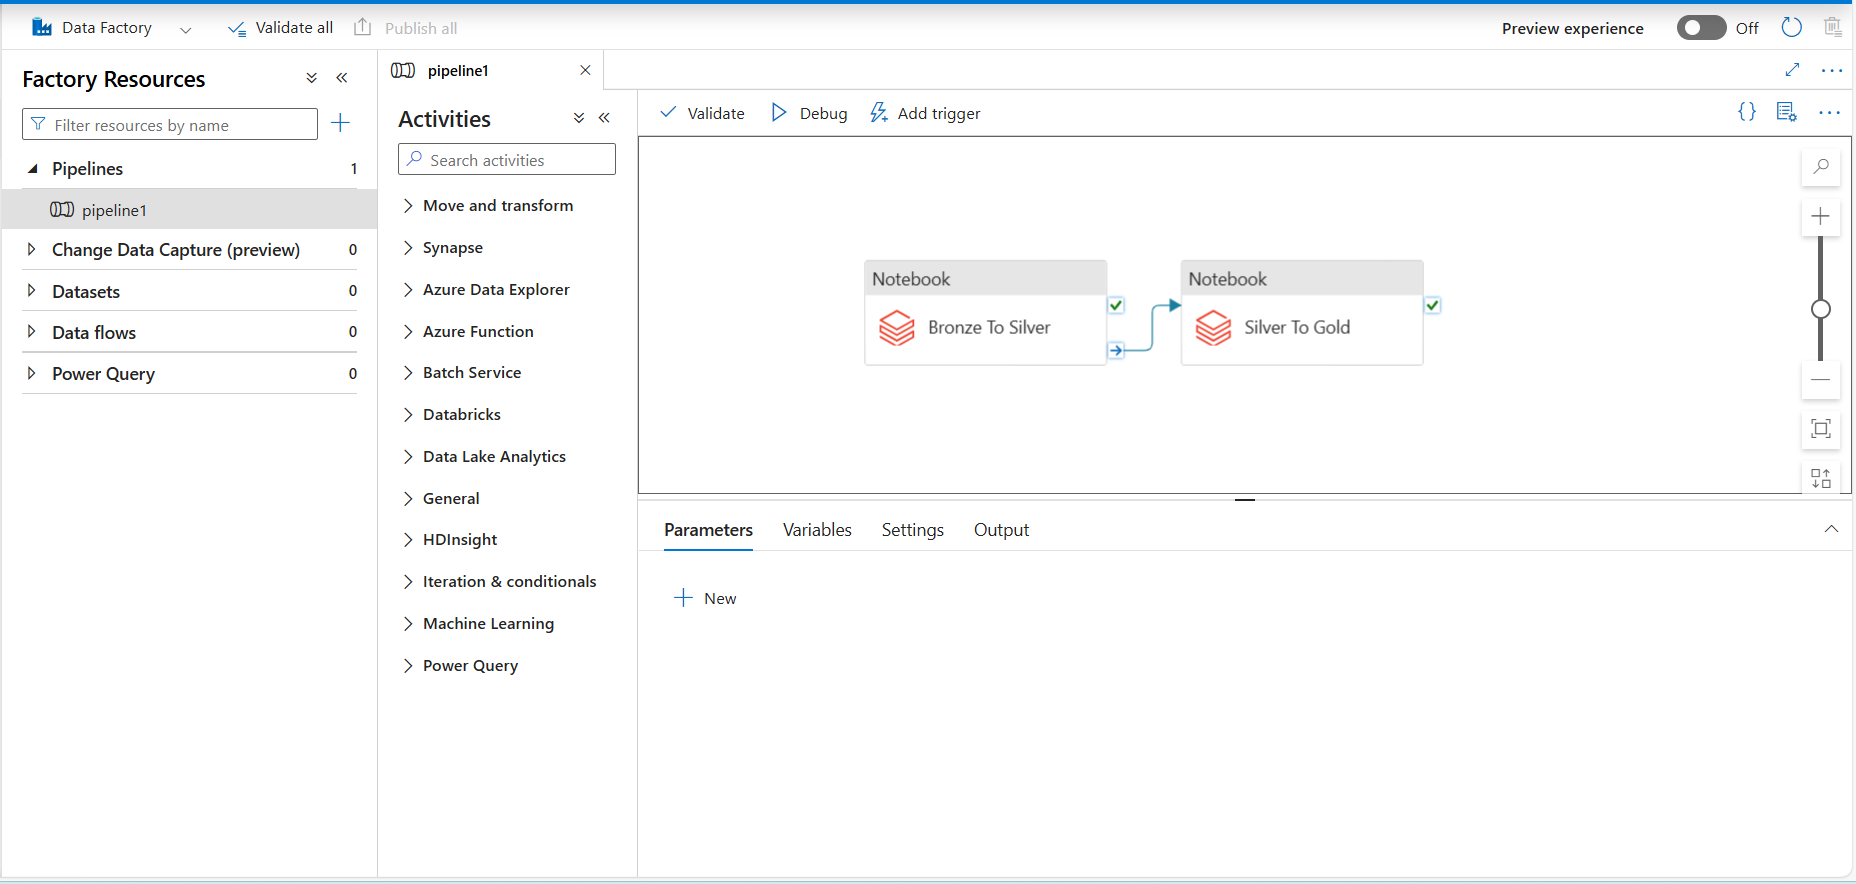 Data Factory
Validate all
Publish all
Preview experience
Off
Factory Resources
Filter resources by name
Pipelines 1
pipeline1
Change Data Capture (preview) 0
Datasets 0
Data flows 0
Power Query 0
pipeline1
Activities
Search activities
Move and transform
Synapse
Azure Data Explorer
Azure Function
Batch Service
Databricks
Data Lake Analytics
General
HDInsight
Iteration & conditionals
Machine Learning
Power Query
Validate
Debug
Add trigger
{}
Notebook
Bronze To Silver
Notebook
Silver To Gold
Parameters
Variables
Settings
Output
New